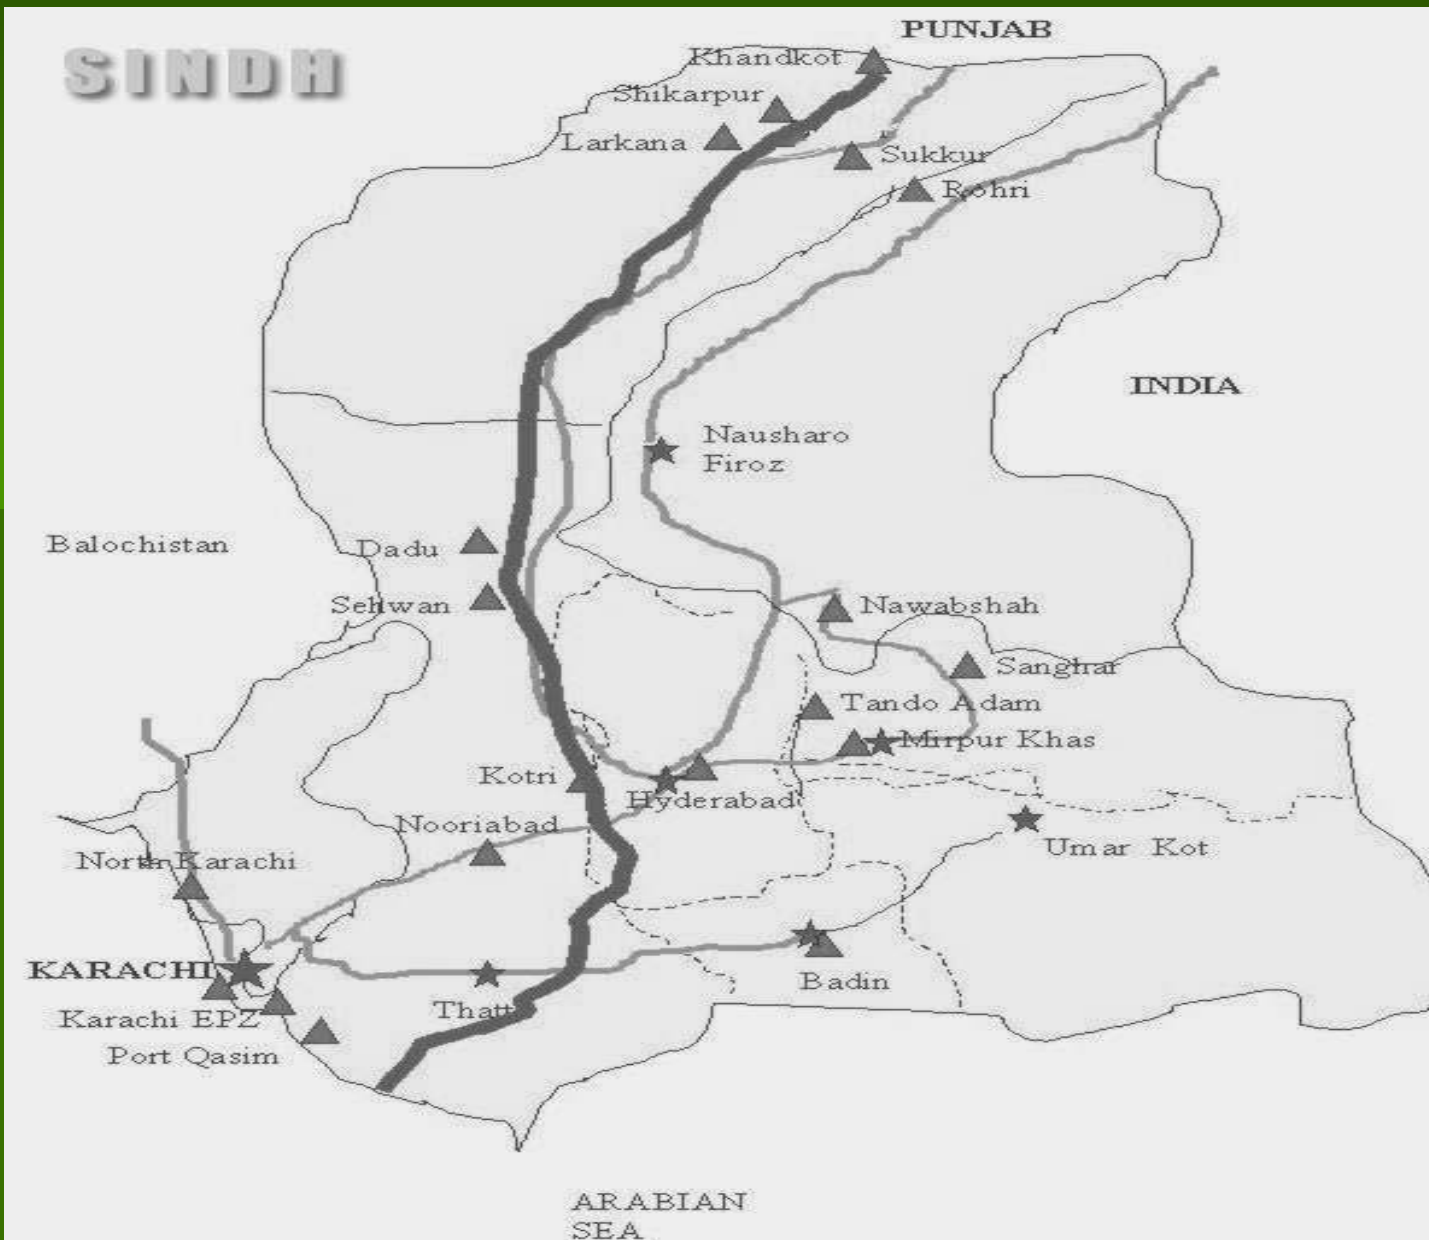 PUNJAB
SINDH
Khandkot
Shikarpur
Larkana
Sukkur
Rohri
INDIA
Nausharo
Firoz
Balochistan
Dadu
Sehwan
Nawabshah
Sanghar
Tando Adam
Mirpur Khas
Kotri
Hyderabad
Nooriabad
Umar Kot
North Karachi
KARACHI
Badin
Thatta
Karachi EPZ
Port Qasim
ARABIAN
SEA